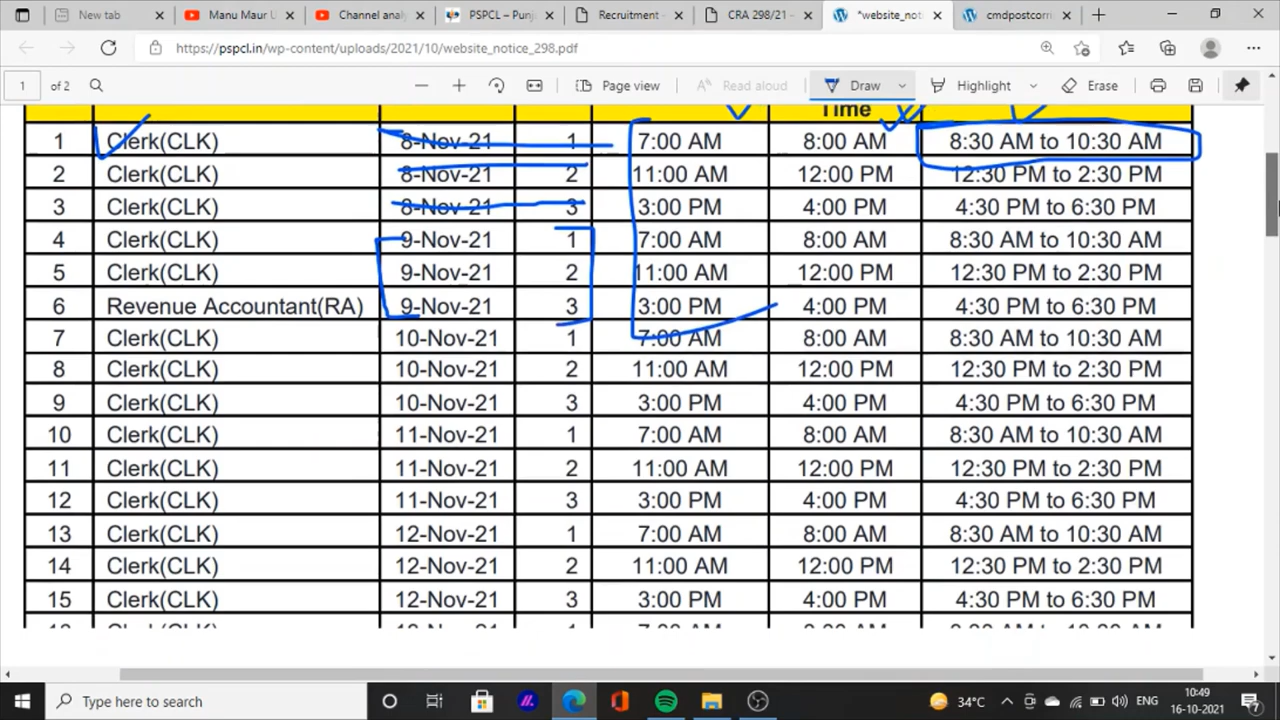 New tab
Manu Maur U
Channel analy
PSPCL – Punj
Recruitment -
CRA 298/21 -
*website_not
cmdpostcorn
https://pspcl.in/wp-content/uploads/2021/10/website_notice_298.pdf
1 of 2 Page view Read aloud Draw Highlight Erase
Time
1 Clerk(CLK) 8-Nov-21 1 7:00 AM 8:00 AM 8:30 AM to 10:30 AM
2 Clerk(CLK) 8-Nov-21 2 11:00 AM 12:00 PM 12:30 PM to 2:30 PM
3 Clerk(CLK) 8-Nov-21 3 3:00 PM 4:00 PM 4:30 PM to 6:30 PM
4 Clerk(CLK) 9-Nov-21 1 7:00 AM 8:00 AM 8:30 AM to 10:30 AM
5 Clerk(CLK) 9-Nov-21 2 11:00 AM 12:00 PM 12:30 PM to 2:30 PM
6 Revenue Accountant(RA) 9-Nov-21 3 3:00 PM 4:00 PM 4:30 PM to 6:30 PM
7 Clerk(CLK) 10-Nov-21 1 7:00 AM 8:00 AM 8:30 AM to 10:30 AM
8 Clerk(CLK) 10-Nov-21 2 11:00 AM 12:00 PM 12:30 PM to 2:30 PM
9 Clerk(CLK) 10-Nov-21 3 3:00 PM 4:00 PM 4:30 PM to 6:30 PM
10 Clerk(CLK) 11-Nov-21 1 7:00 AM 8:00 AM 8:30 AM to 10:30 AM
11 Clerk(CLK) 11-Nov-21 2 11:00 AM 12:00 PM 12:30 PM to 2:30 PM
12 Clerk(CLK) 11-Nov-21 3 3:00 PM 4:00 PM 4:30 PM to 6:30 PM
13 Clerk(CLK) 12-Nov-21 1 7:00 AM 8:00 AM 8:30 AM to 10:30 AM
14 Clerk(CLK) 12-Nov-21 2 11:00 AM 12:00 PM 12:30 PM to 2:30 PM
15 Clerk(CLK) 12-Nov-21 3 3:00 PM 4:00 PM 4:30 PM to 6:30 PM
Type here to search
34°C ENG 10:49
16-10-2021 7